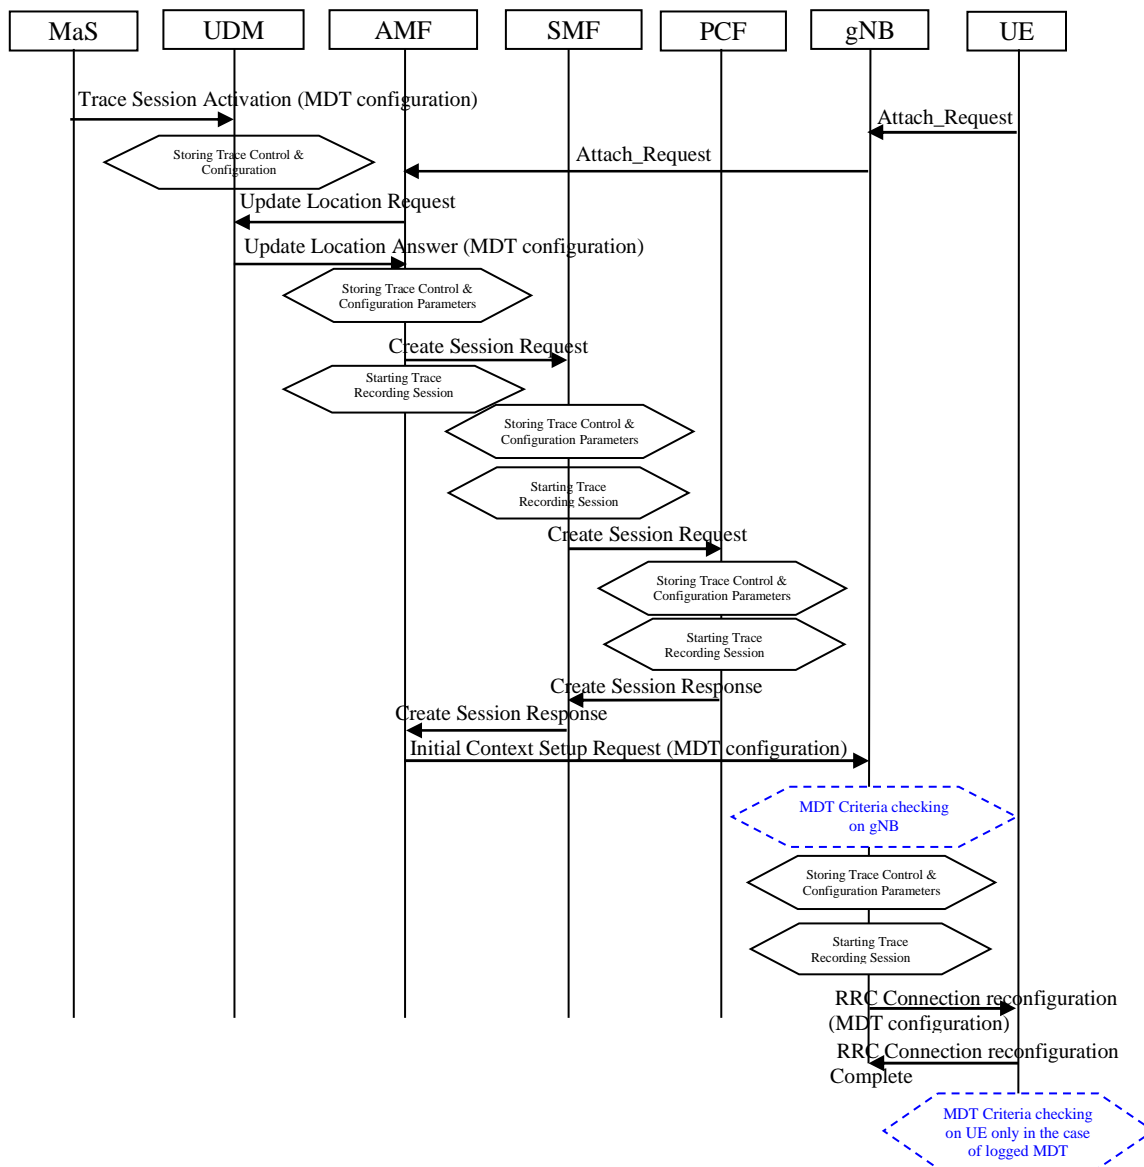 MaS
UDM
AMF
SMF
PCF
gNB
UE
Trace Session Activation (MDT configuration)
Attach_Request
Storing Trace Control &
Configuration
Attach_Request
Update Location Request
Update Location Answer (MDT configuration)
Storing Trace Control &
Configuration Parameters
Create Session Request
Starting Trace
Recording Session
Storing Trace Control &
Configuration Parameters
Starting Trace
Recording Session
Create Session Request
Storing Trace Control &
Configuration Parameters
Starting Trace
Recording Session
Create Session Response
Create Session Response
Initial Context Setup Request (MDT configuration)
MDT Criteria checking
on gNB
Storing Trace Control &
Configuration Parameters
Starting Trace
Recording Session
RRC Connection reconfiguration
(MDT configuration)
RRC Connection reconfiguration
Complete
MDT Criteria checking
on UE only in the case
of logged MDT